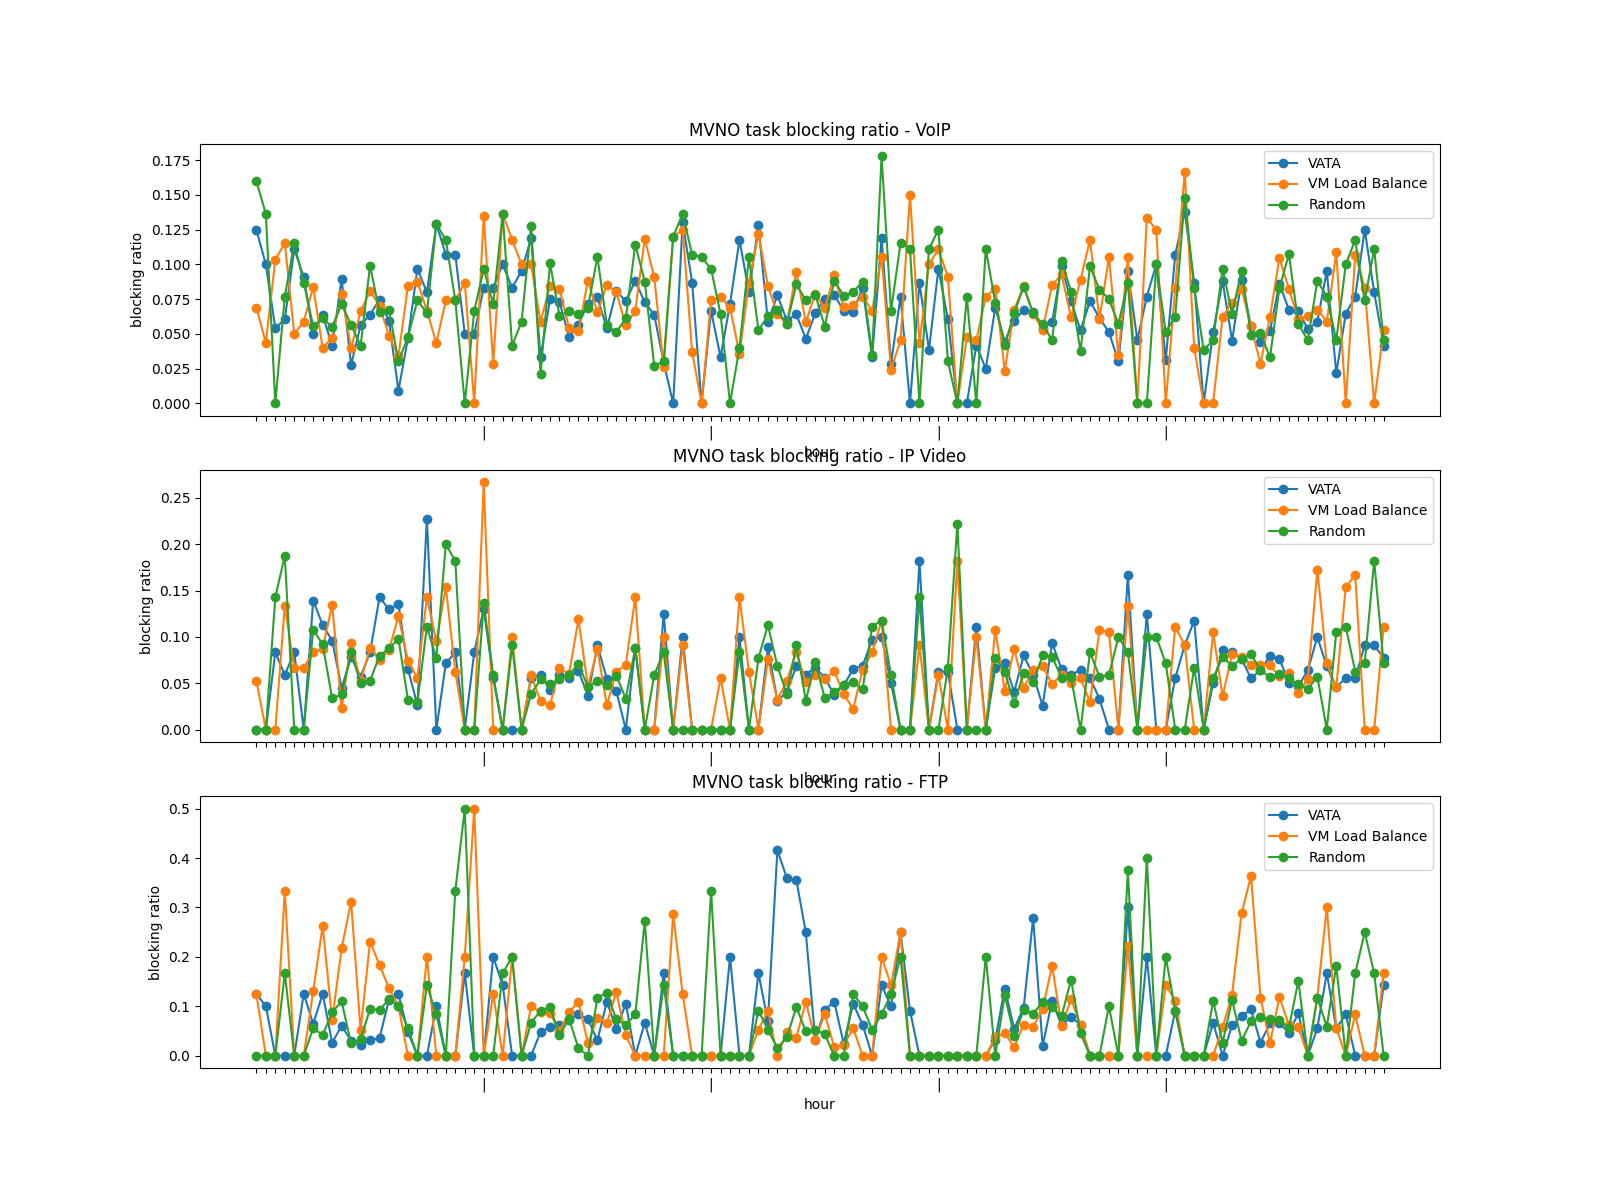 MVNO task blocking ratio - VoIP
blocking ratio
0.175
0.150
0.125
0.100
0.075
0.050
0.025
0.000
VATA
VM Load Balance
Random
hour
MVNO task blocking ratio - IP Video
blocking ratio
0.25
0.20
0.15
0.10
0.05
0.00
VATA
VM Load Balance
Random
hour
MVNO task blocking ratio - FTP
blocking ratio
0.5
0.4
0.3
0.2
0.1
0.0
VATA
VM Load Balance
Random
hour